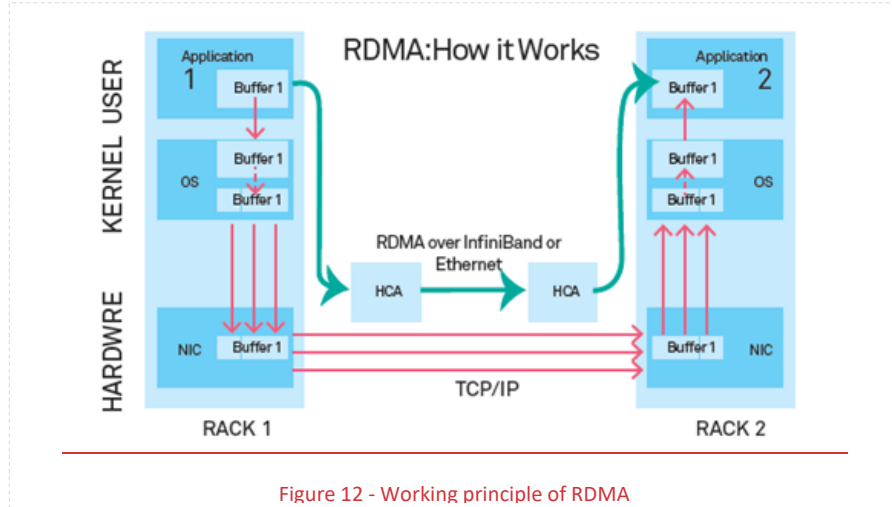 RDMA:How it Works
KERNEL USER
HARDWRE
Application
1
Buffer 1
OS
Buffer 1
Buffer 1
NIC
Buffer 1
RACK 1
RDMA over InfiniBand or
Ethernet
HCA
HCA
TCP/IP
Application
2
Buffer 1
Buffer 1
OS
Buffer 1
Buffer 1
NIC
RACK 2
Figure 12 - Working principle of RDMA